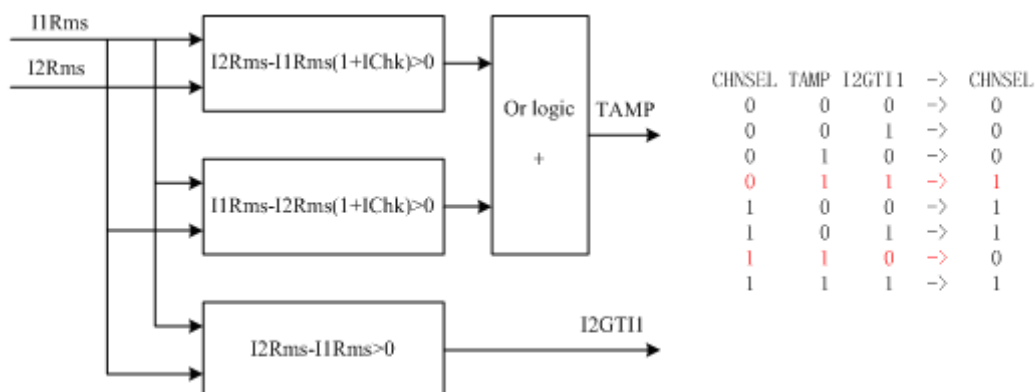 I1Rms
I2Rms
I2Rms-I1Rms(1+IChk)>0
I1Rms-I2Rms(1+IChk)>0
I2Rms-I1Rms>0
Or logic
+
TAMP
I2GTI1
CHNSEL TAMP I2GTI1 -> CHNSEL
0 0 0 -> 0
0 0 1 -> 0
0 1 0 -> 0
0 1 1 -> 1
1 0 0 -> 1
1 0 1 -> 1
1 1 0 -> 0
1 1 1 -> 1